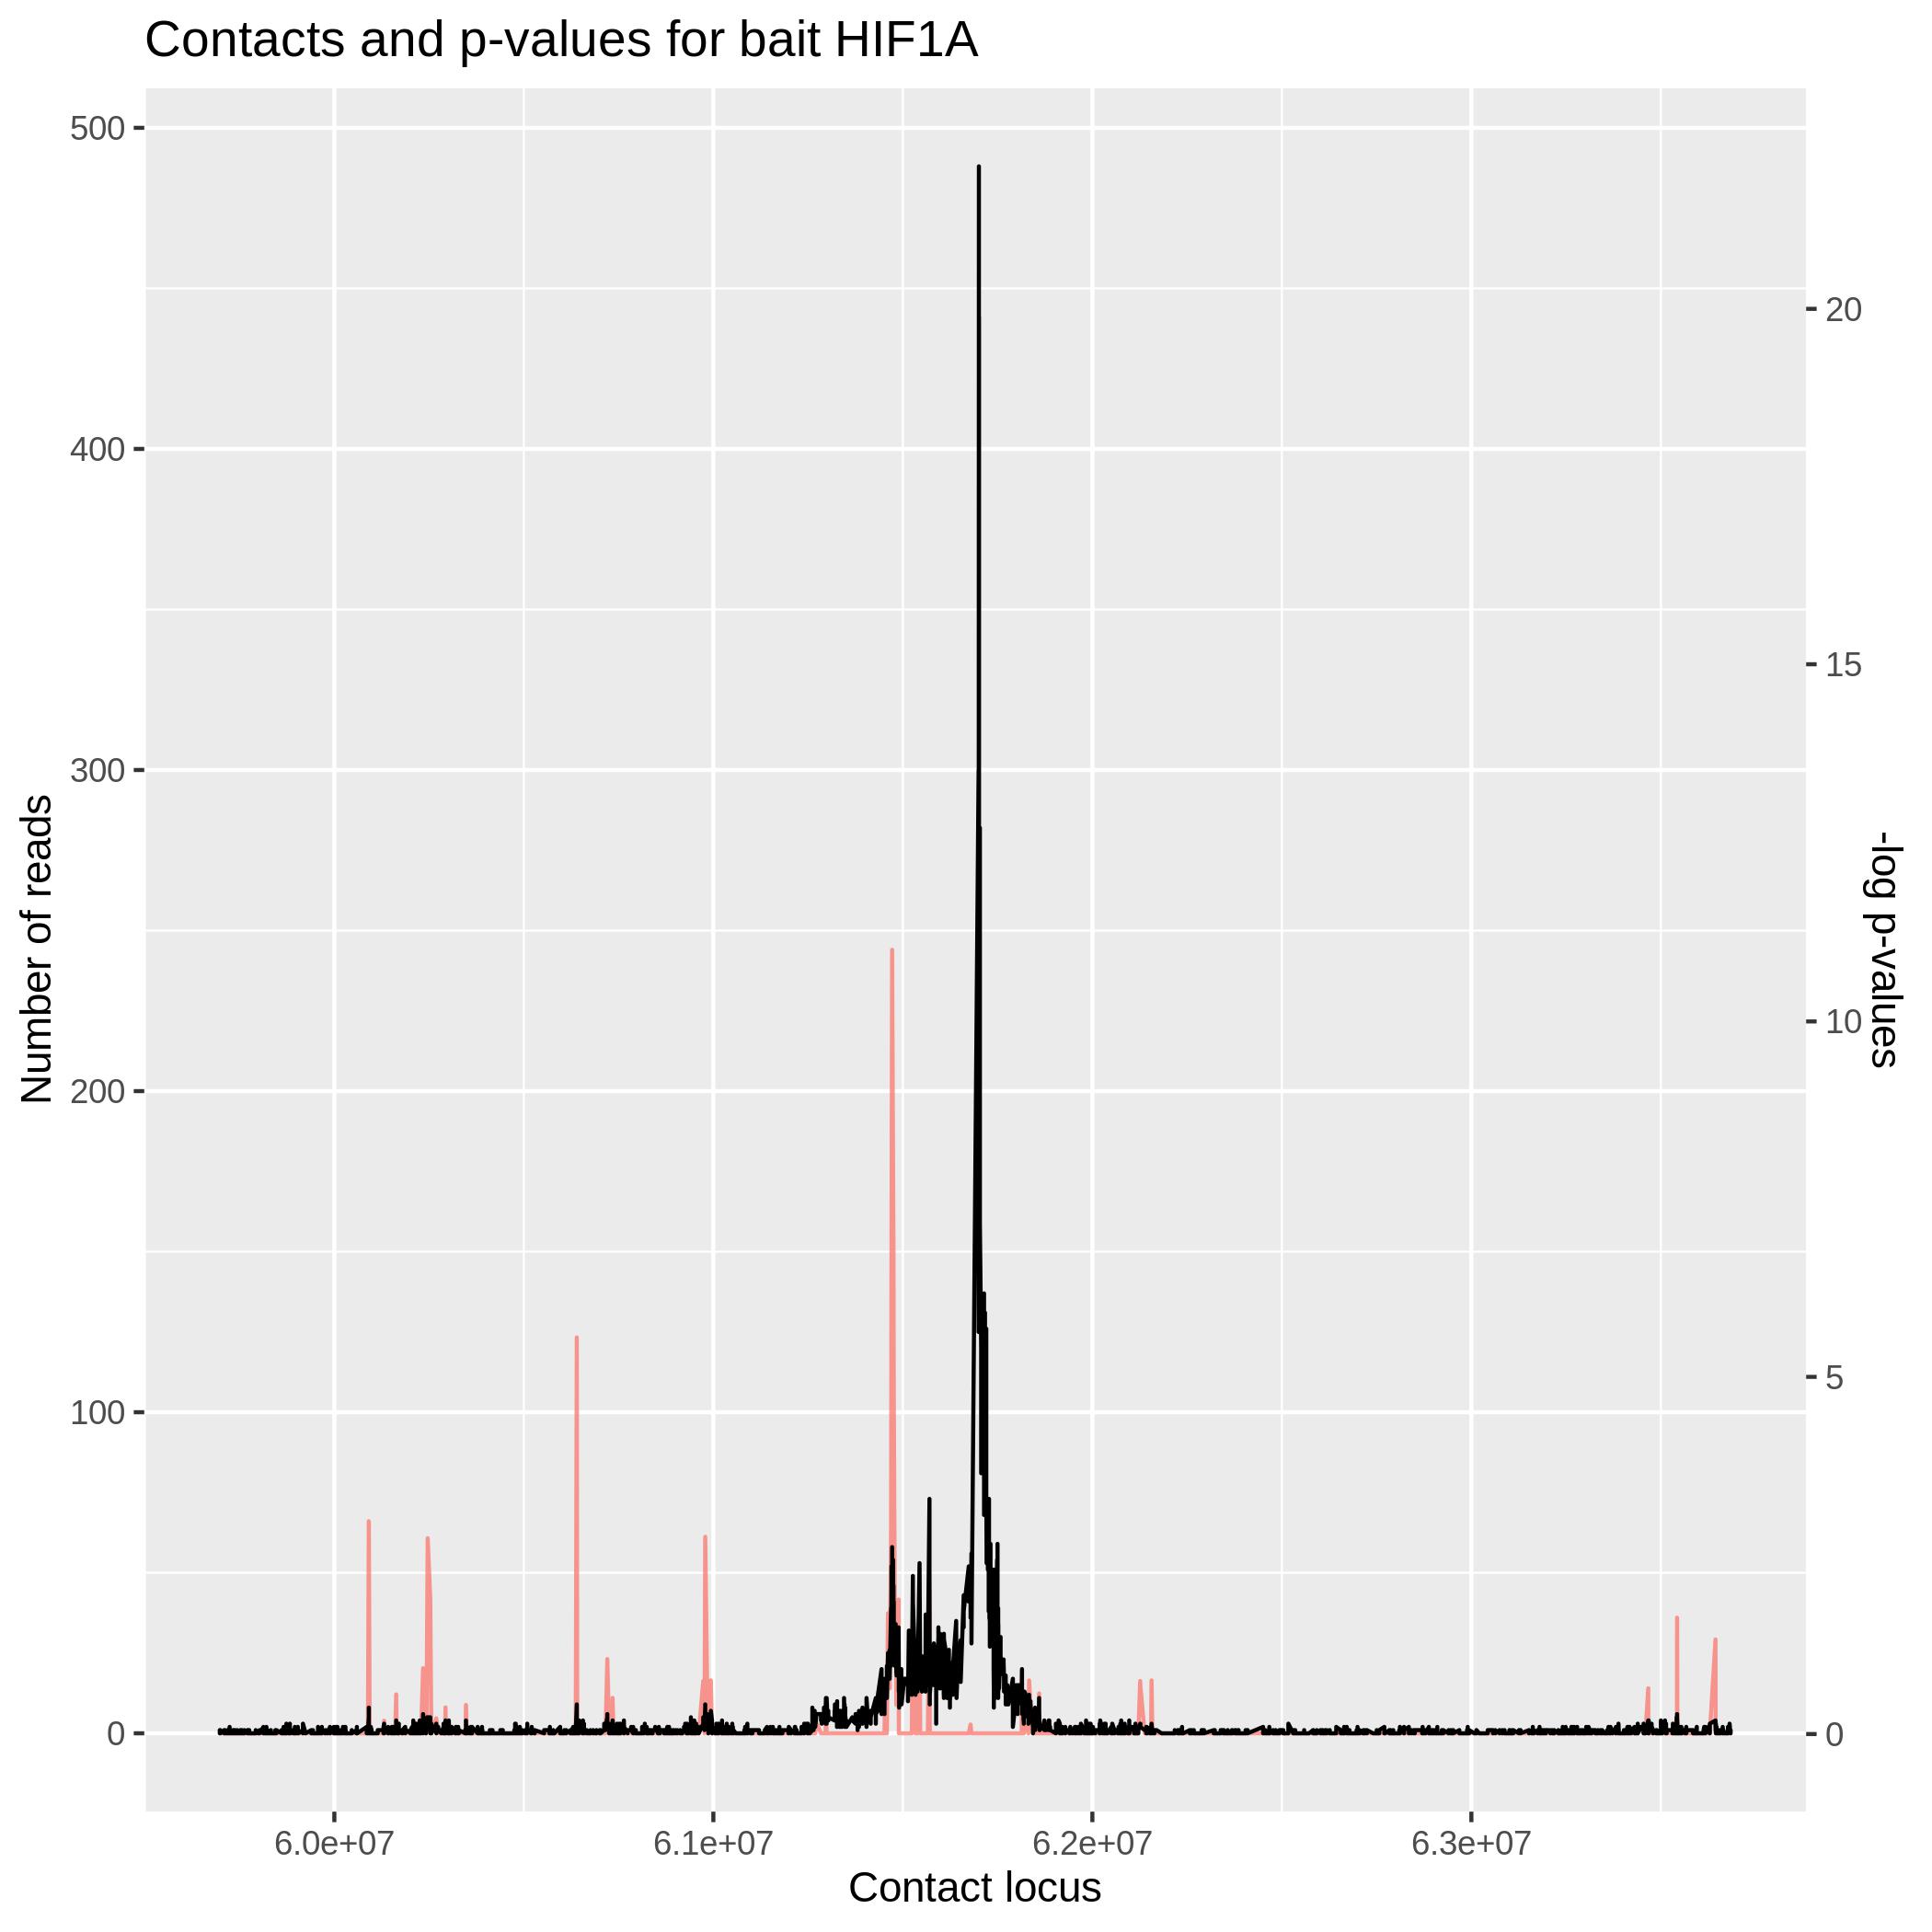 Contacts and p-values for bait HIF1A
Number of reads
500
400
300
200
100
0
20
15
10
5
0
-log p-values
6.0e+07
6.1e+07
6.2e+07
6.3e+07
Contact locus